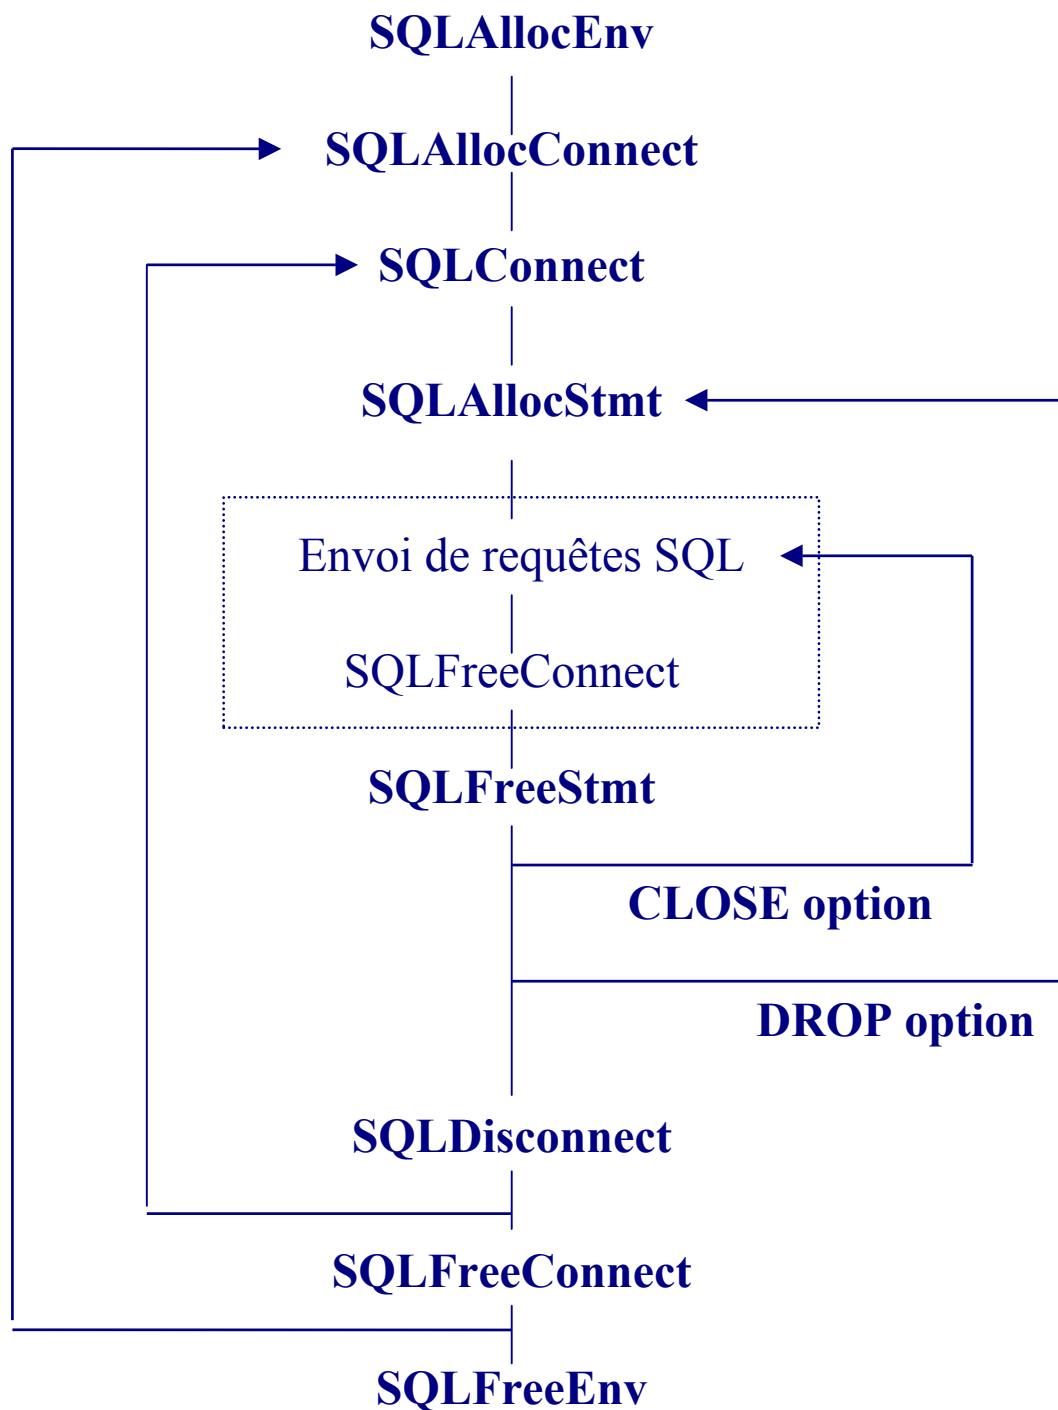 SQLAllocEnv
SQLAllocConnect
SQLConnect
SQLAllocStmt
Envoi de requêtes SQL
SQLFreeConnect
SQLFreeStmt
CLOSE option
DROP option
SQLDisconnect
SQLFreeConnect
SQLFreeEnv